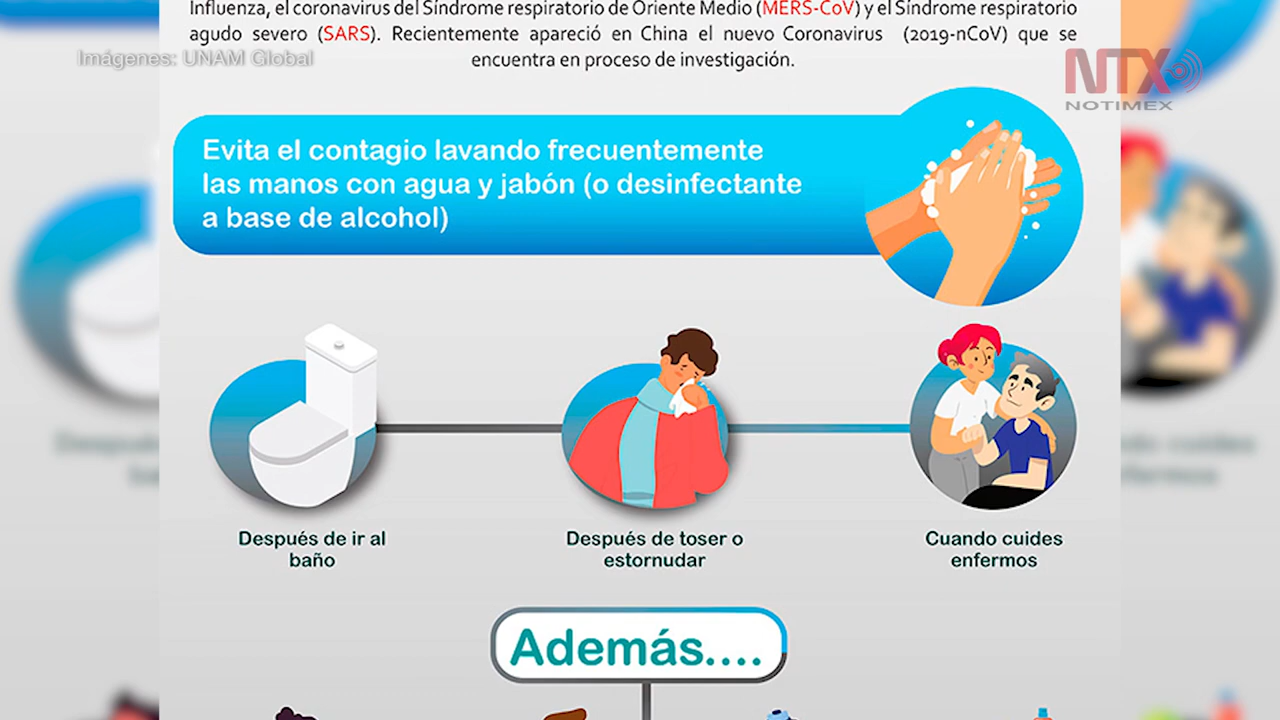 Influenza, el coronavirus del Síndrome respiratorio de Oriente Medio (MERS-CoV) y el Síndrome respiratorio
agudo severo (SARS). Recientemente apareció en China el nuevo Coronavirus (2019-nCoV) que se
encuentra en proceso de investigación.
Imágenes: UNAM Global
NTX
NOTIMEX
Evita el contagio lavando frecuentemente
las manos con agua y jabón (o desinfectante
a base de alcohol)
Después de ir al
baño
Después de toser o
estornudar
Cuando cuides
enfermos
Además....